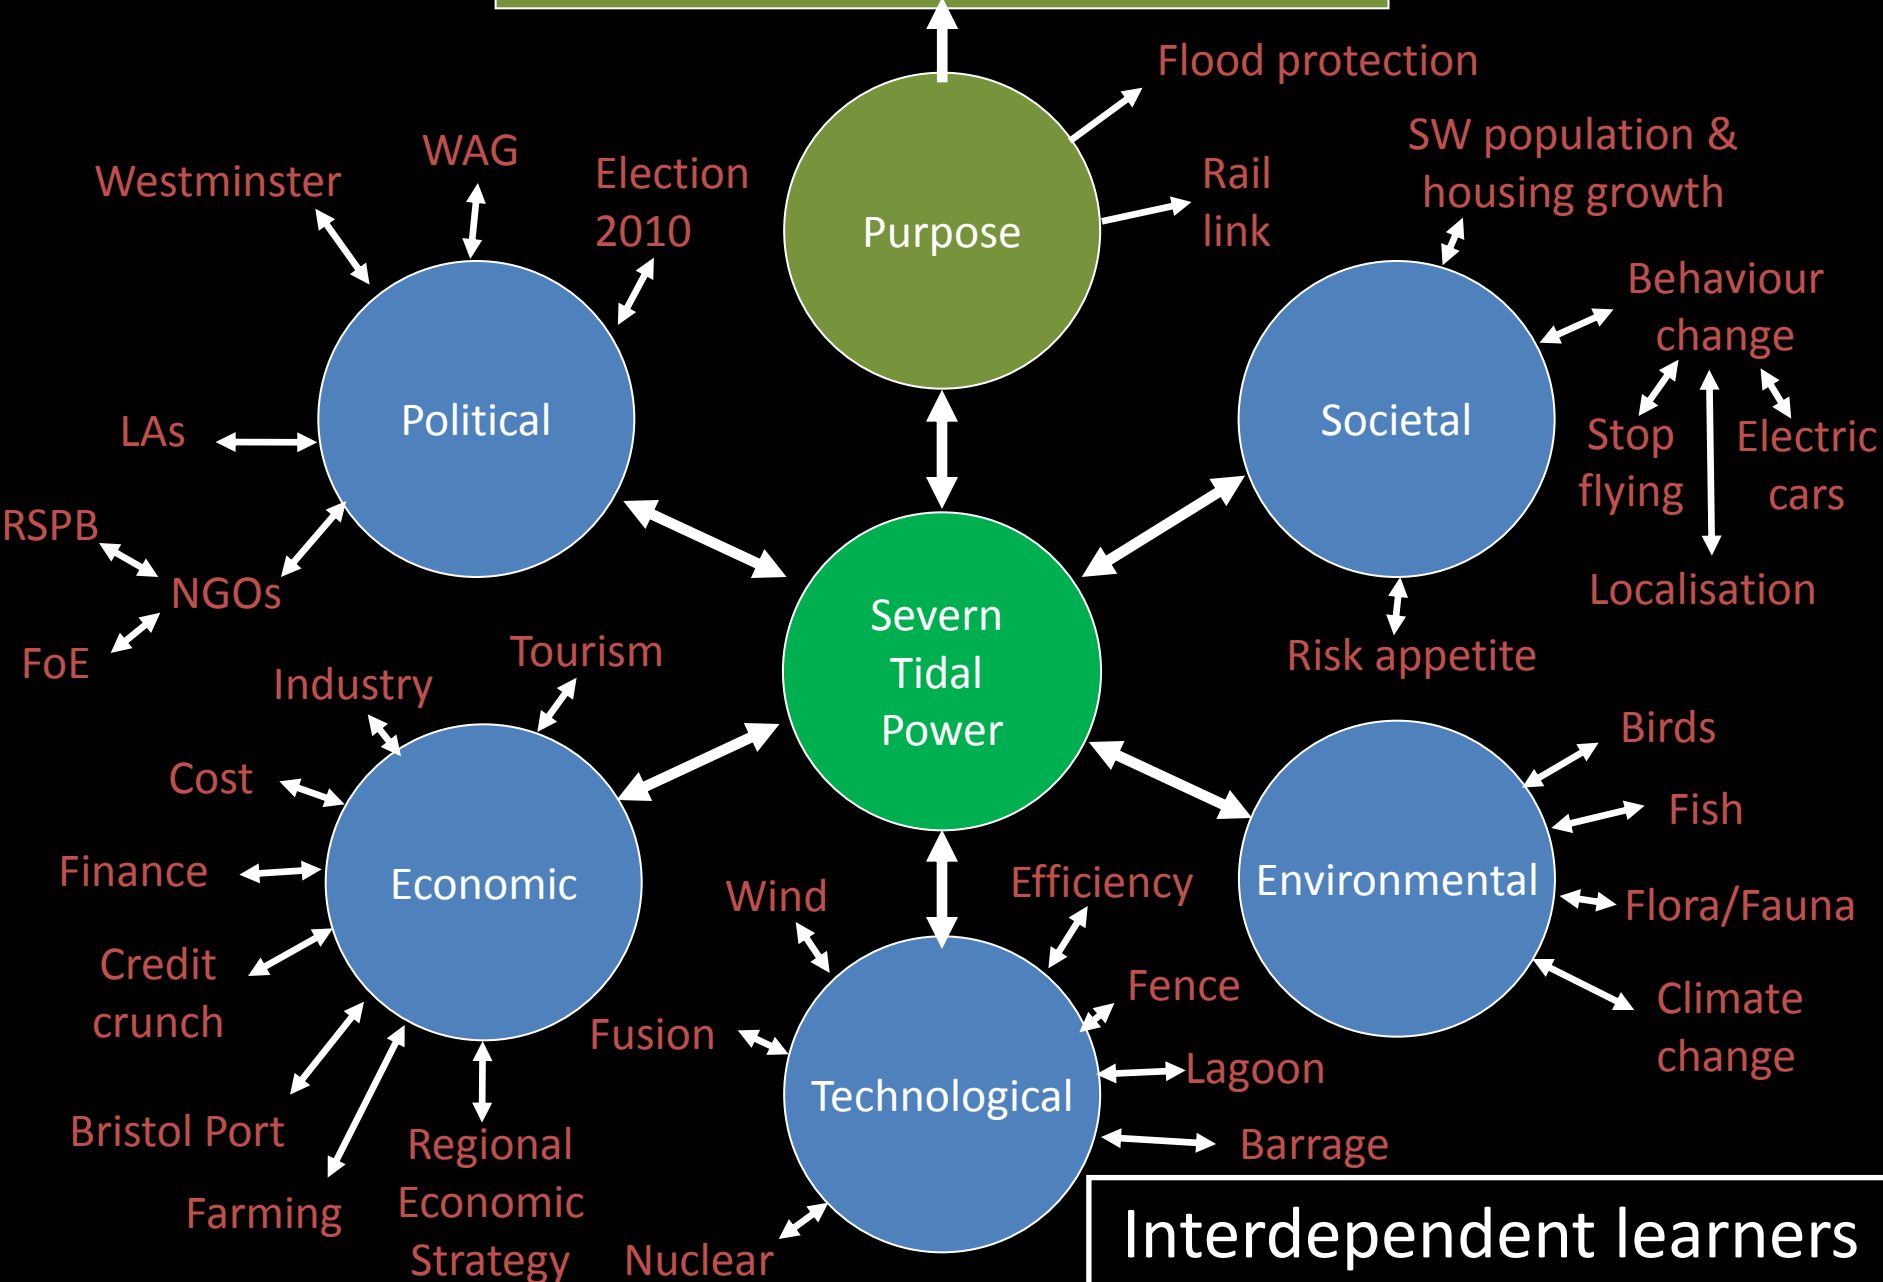 Flood protection
Rail
link
Purpose
WAG
Westminster
Election
2010
Political
LAs
RSPB
NGOs
FoE
SW population &
housing growth
Behaviour
change
Societal
Stop
flying
Electric
cars
Localisation
Risk appetite
Severn
Tidal
Power
Tourism
Industry
Cost
Finance
Economic
Credit
crunch
Bristol Port
Farming
Regional
Economic
Strategy
Wind
Efficiency
Fence
Fusion
Lagoon
Technological
Barrage
Nuclear
Birds
Fish
Environmental
Flora/Fauna
Climate
change
Interdependent learners